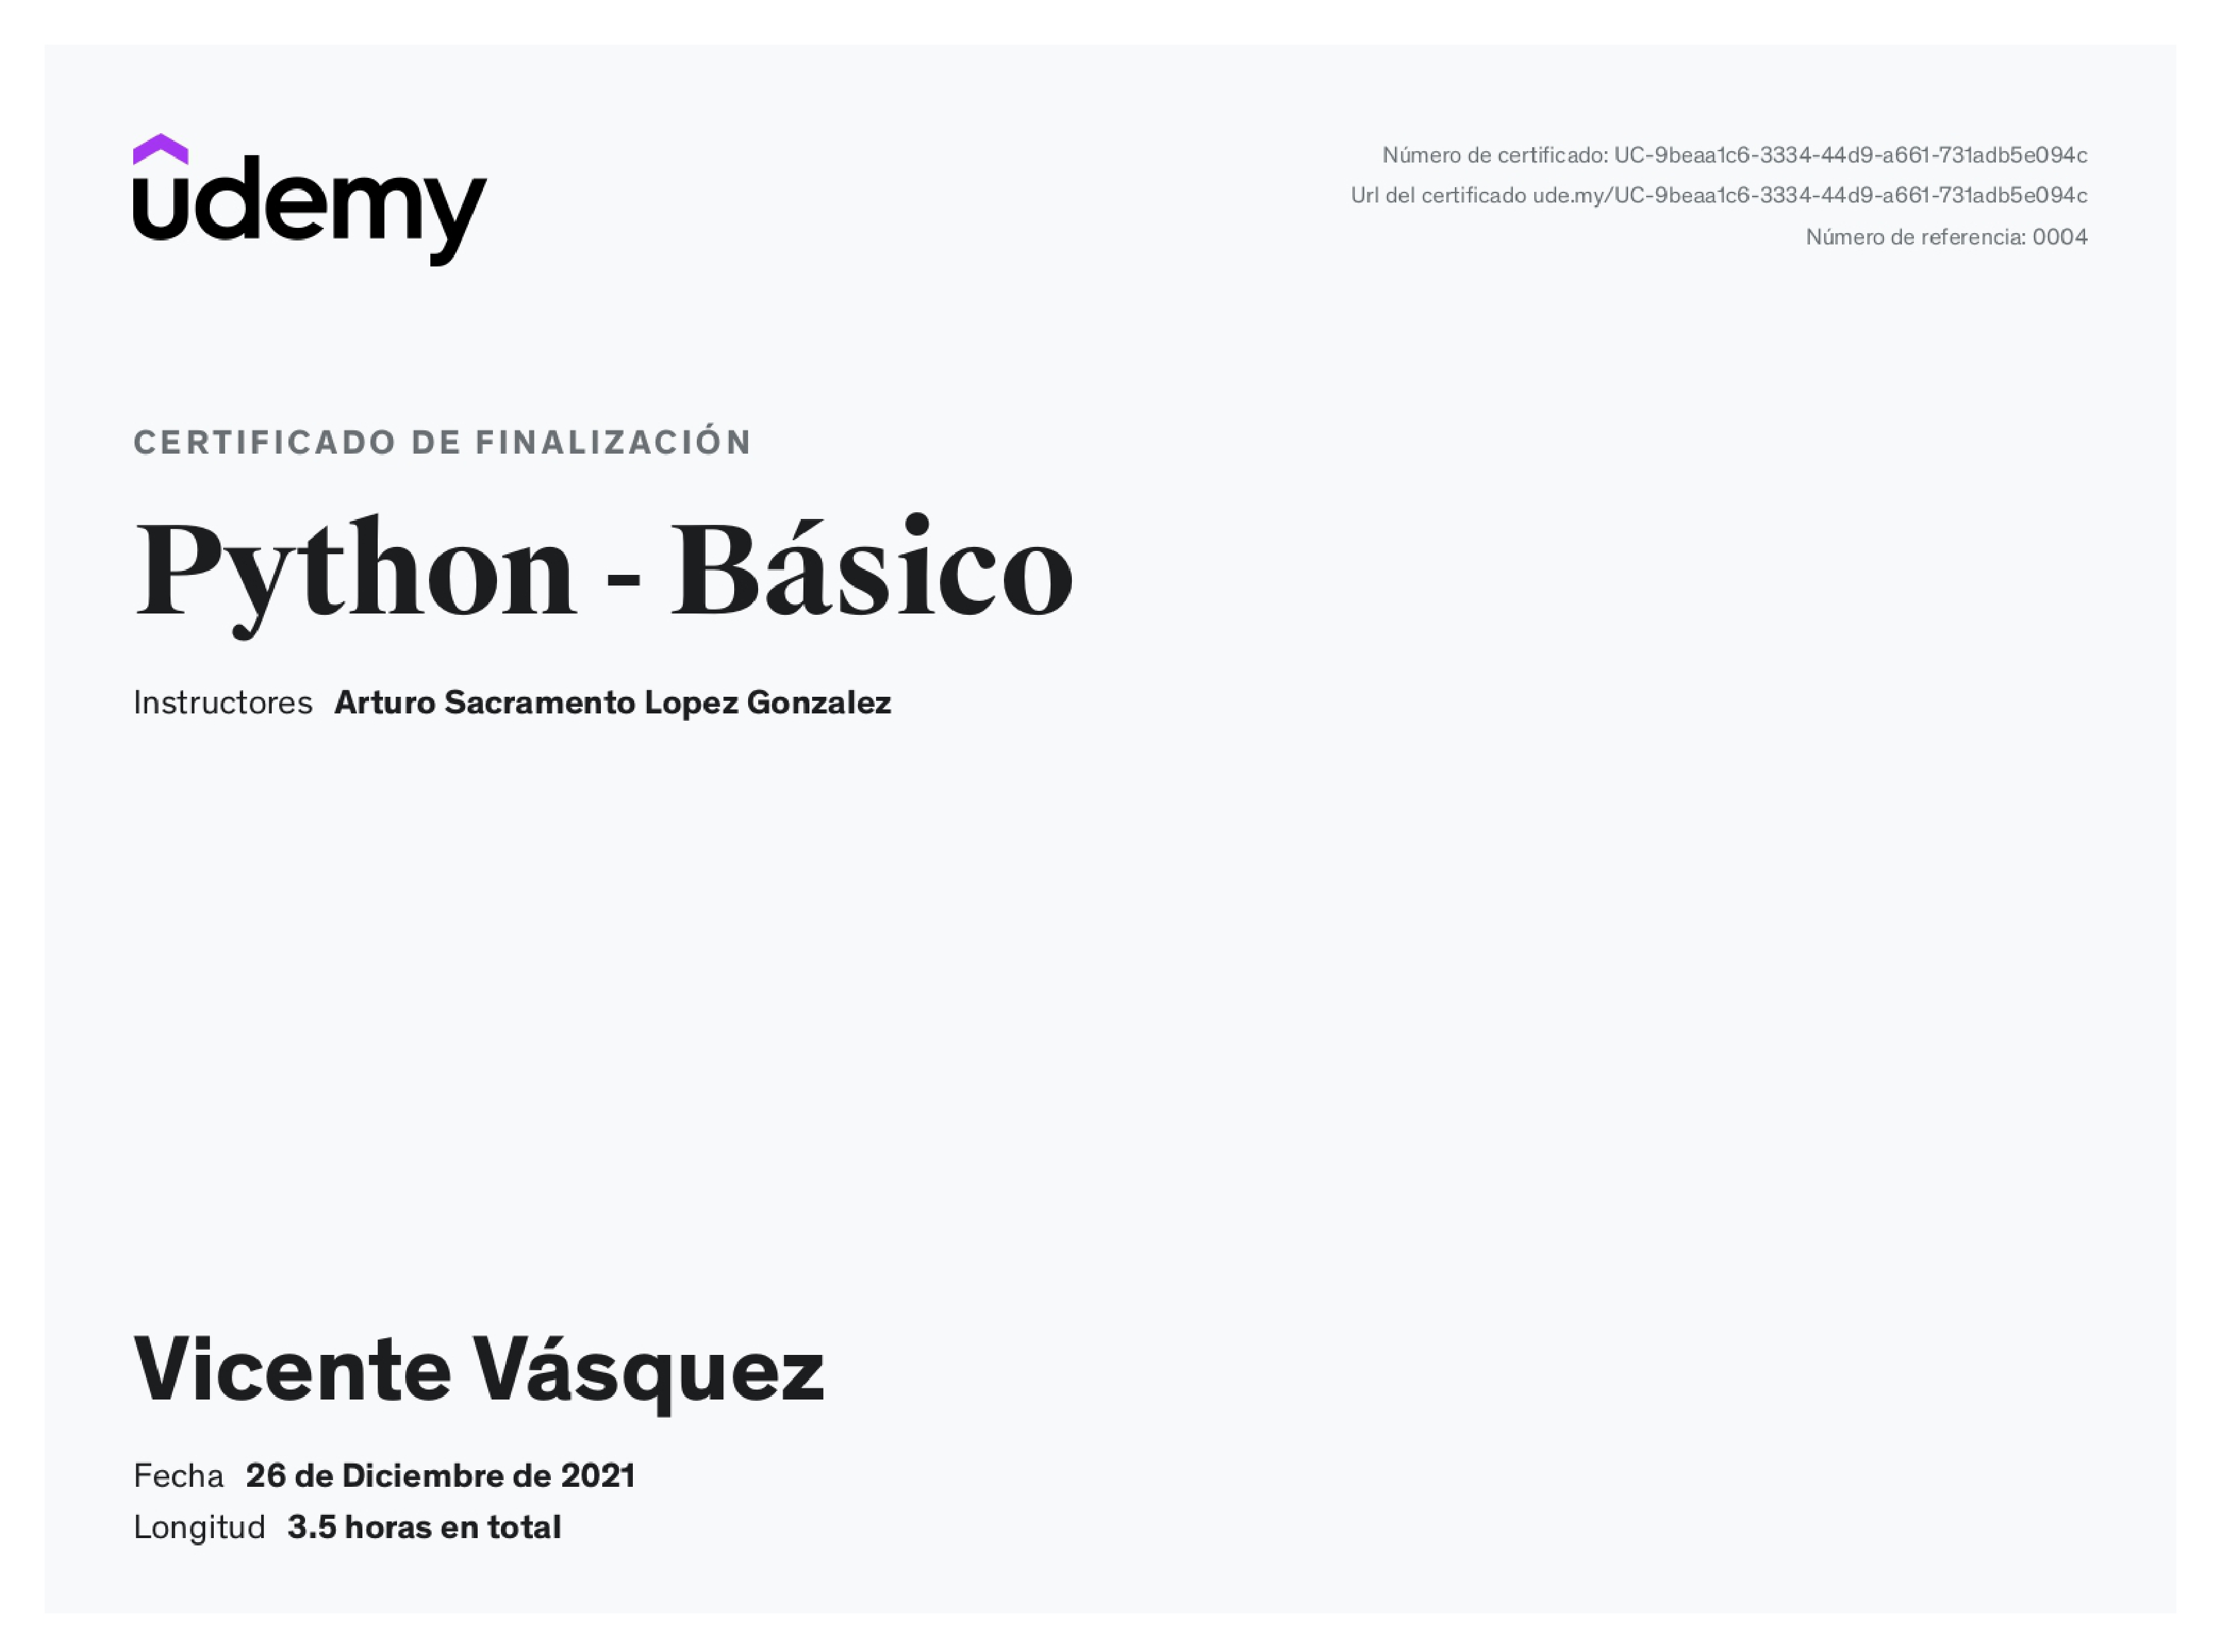 udemy
Número de certificado: UC-9beaa1c6-3334-44d9-a661-731adb5e094c
Url del certificado ude.my/UC-9beaa1c6-3334-44d9-a661-731adb5e094c
Número de referencia: 0004
CERTIFICADO DE FINALIZACIÓN
Python - Básico
Instructores Arturo Sacramento Lopez Gonzalez
Vicente Vásquez
Fecha 26 de Diciembre de 2021
Longitud 3.5 horas en total